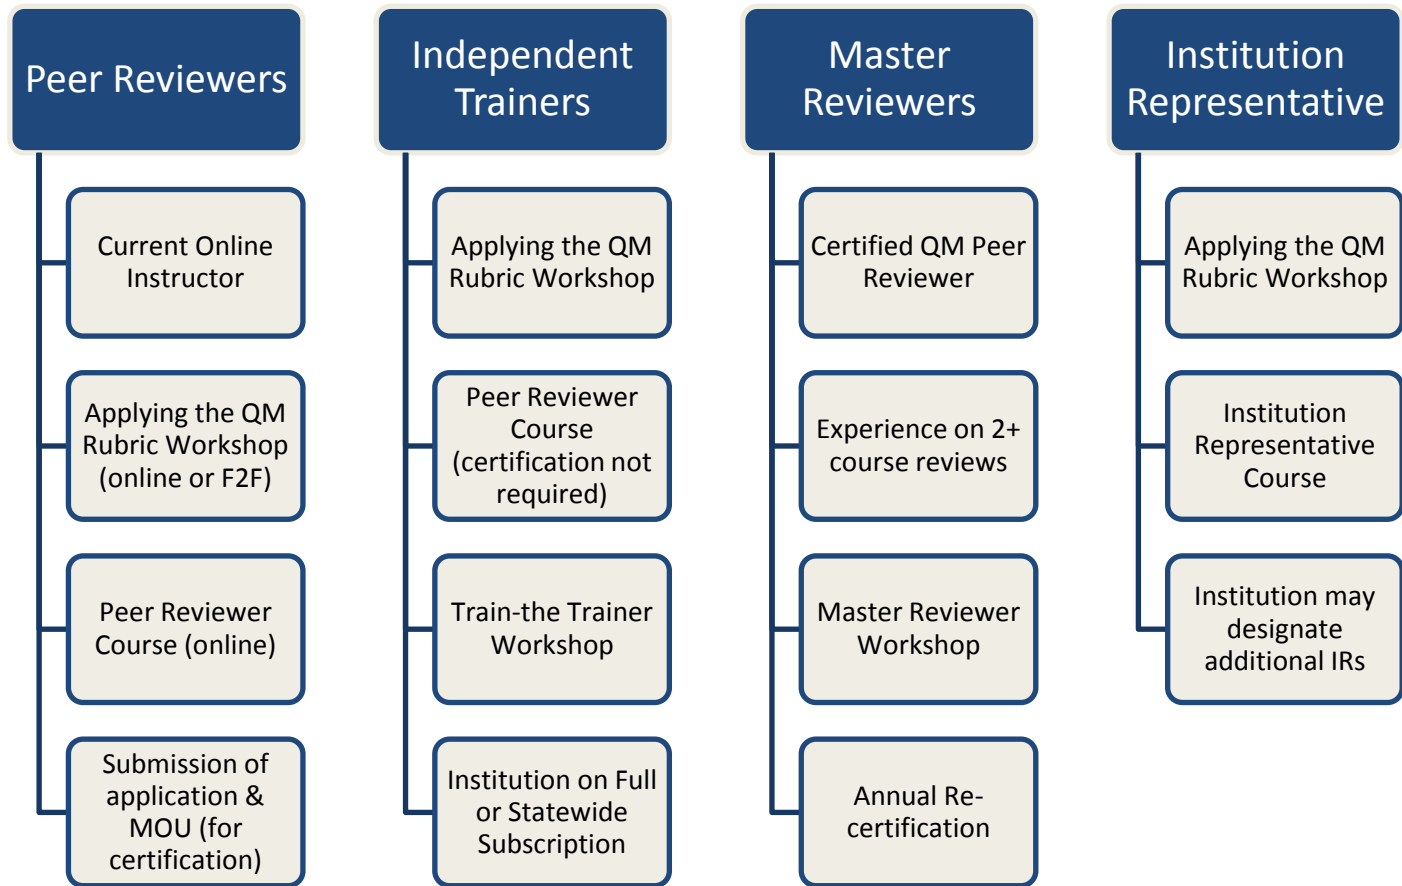 Peer Reviewers
Current Online
Instructor
Applying the QM
Rubric Workshop
(online or F2F)
Peer Reviewer
Course (online)
Submission of
application &
MOU (for
certification)
Independent
Trainers
Applying the QM
Rubric Workshop
Peer Reviewer
Course
(certification not
required)
Train-the Trainer
Workshop
Institution on Full
or Statewide
Subscription
Master
Reviewers
Certified QM Peer
Reviewer
Experience on 2+
course reviews
Master Reviewer
Workshop
Annual Re-
certification
Institution
Representative
Applying the QM
Rubric Workshop
Institution
Representative
Course
Institution may
designate
additional IRs